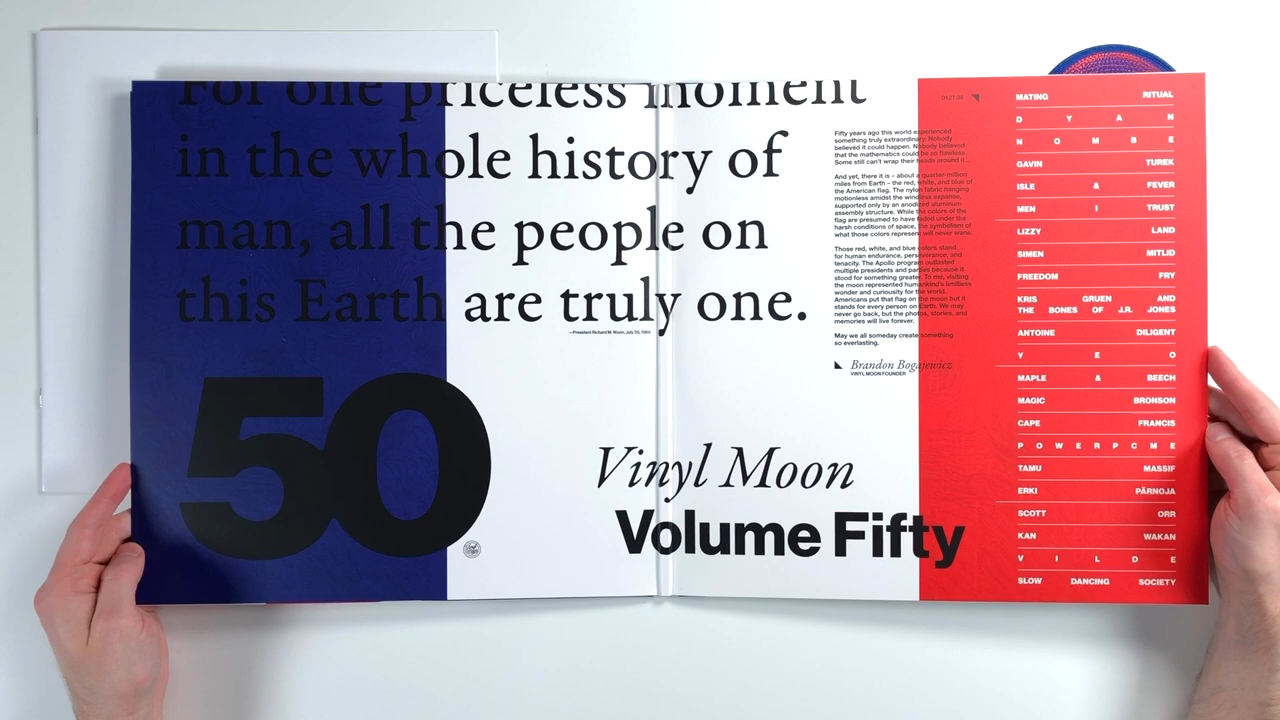 For one priceless moment
in the whole history of
man, all the people on
this Earth are truly one.
—President Richard M. Nixon, July 20, 1969
50
Vinyl Moon
Volume Fifty
Fifty years ago this world experienced
something truly extraordinary. Nobody
believed it could happen. Nobody believed
that the mathematics could be so flawless.
Some still can't wrap their heads around it...
And yet, there it is – about a quarter-million
miles from Earth – the red, white, and blue of
the American flag. The nylon fabric hanging
motionless amidst the windless expanse,
supported only by an anodized aluminum
assembly structure. While the colors of the
flag are presumed to have faded under the
harsh conditions of space, the symbolism of
what those colors represent will never wane.
Those red, white, and blue colors stand
for human endurance, perseverance, and
tenacity. The Apollo program outlasted
multiple presidents and parties because it
stood for something greater. To me, visiting
the moon represented humankind's limitless
wonder and curiosity for the world.
Americans put that flag on the moon but it
stands for every person on Earth. We may
never go back, but the photos, stories, and
memories will live forever.
May we all someday create something
so everlasting.
Brandon Bogajewicz
VINYL MOON FOUNDER
MATING RITUAL
D Y A N
N O M B E
GAVIN TUREK
ISLE & FEVER
MEN I TRUST
LIZZY LAND
SIMEN MITLID
FREEDOM FRY
KRIS GRUEN AND
THE BONES OF J.R. JONES
ANTOINE DILIGENT
Y E O
MAPLE & BEECH
MAGIC BRONSON
CAPE FRANCIS
P O W E R P C M E
TAMU MASSIF
ERKI PÄRNOJA
SCOTT ORR
KAN WAKAN
V I L D E
SLOW DANCING SOCIETY